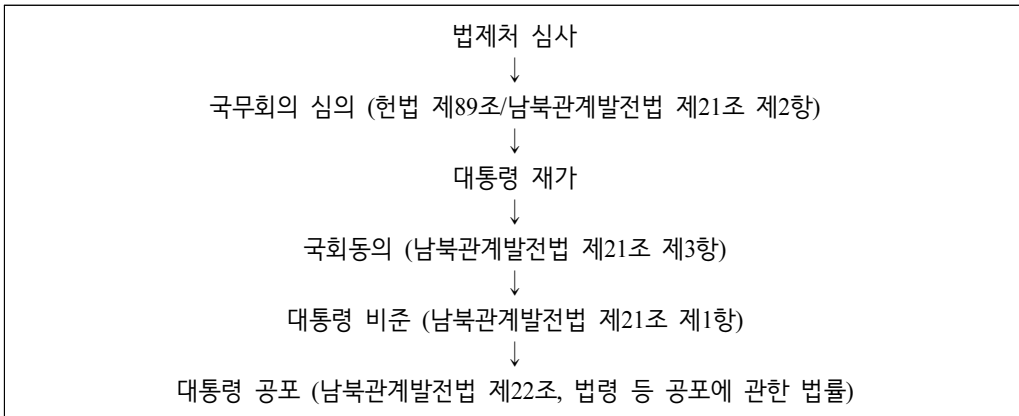 법제처 심사
↓
국무회의 심의 (헌법 제89조/남북관계발전법 제21조 제2항)
↓
대통령 재가
↓
국회동의 (남북관계발전법 제21조 제3항)
↓
대통령 비준 (남북관계발전법 제21조 제1항)
↓
대통령 공포 (남북관계발전법 제22조, 법령 등 공포에 관한 법률)